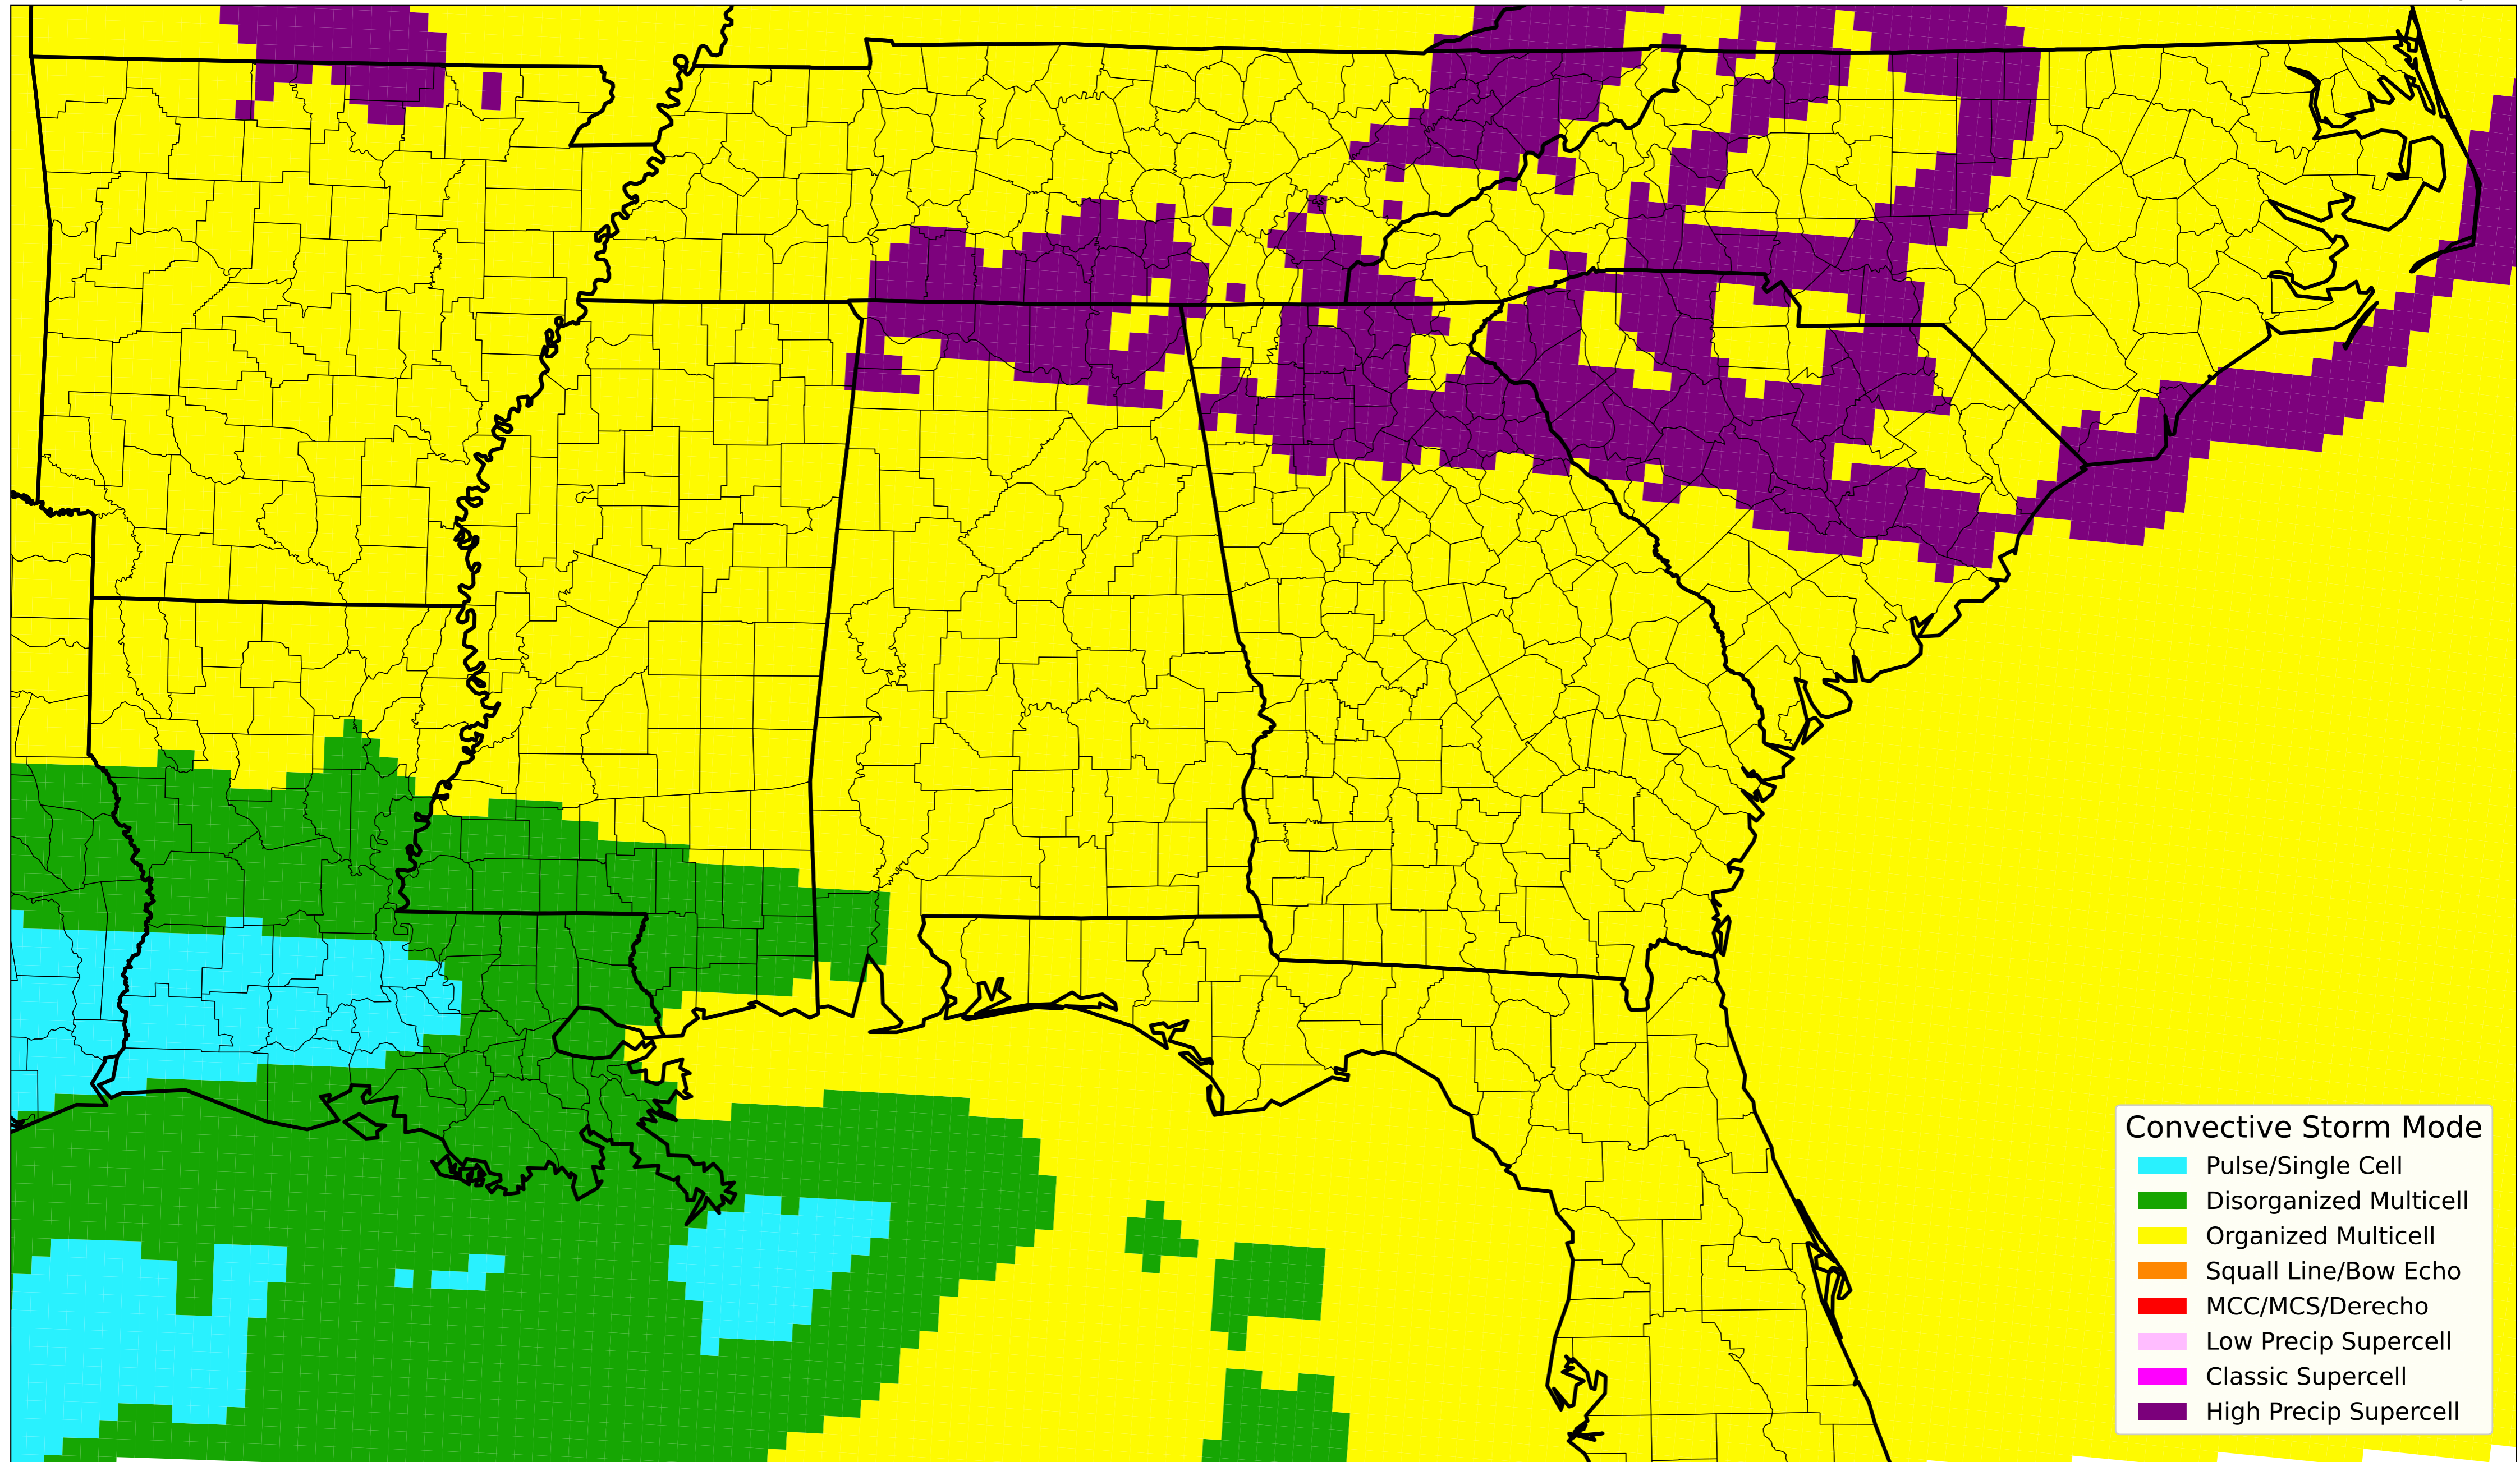 Convective Storm Mode
Pulse/Single Cell
Disorganized Multicell
Organized Multicell
Squall Line/Bow Echo
MCC/MCS/Derecho
Low Precip Supercell
Classic Supercell
High Precip Supercell